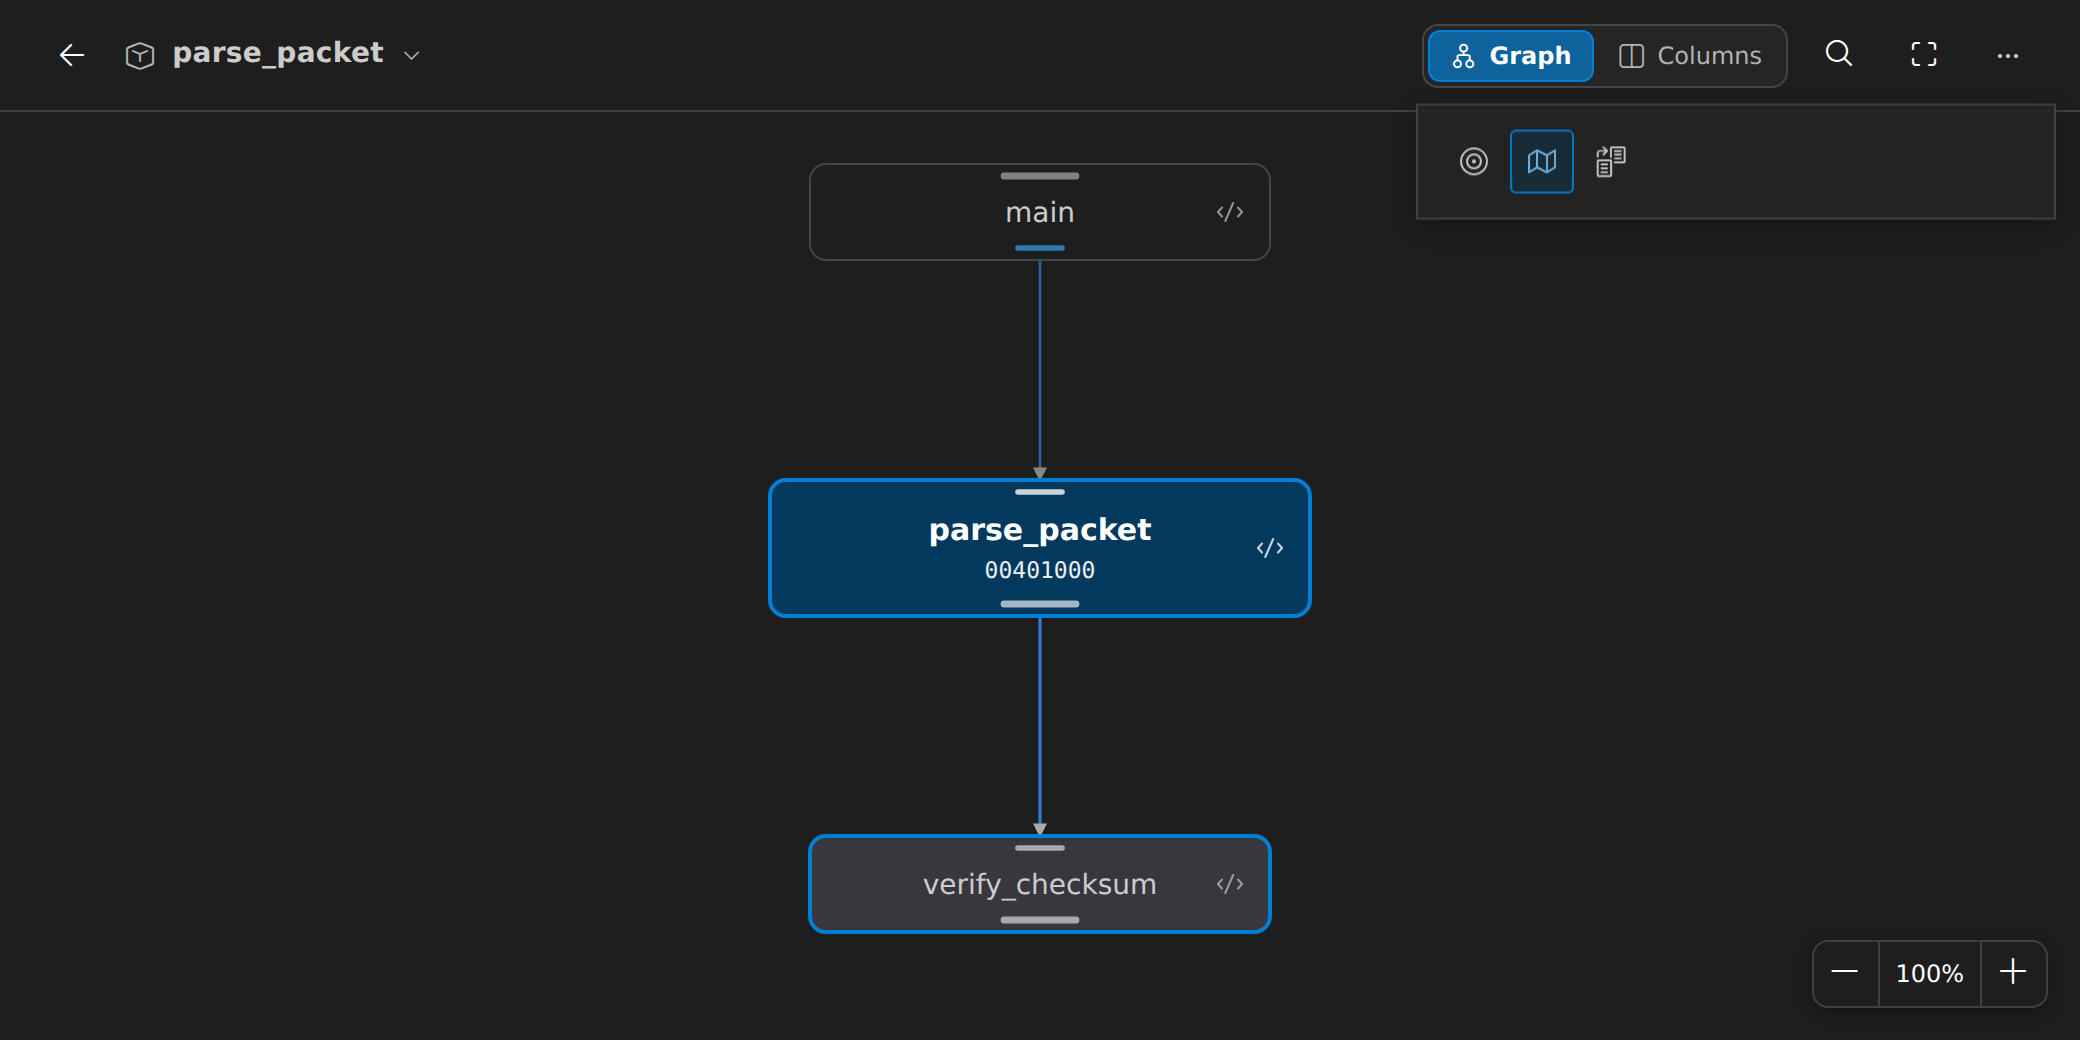 parse_packet
Graph
Columns
main
parse_packet
00401000
verify_checksum
100%